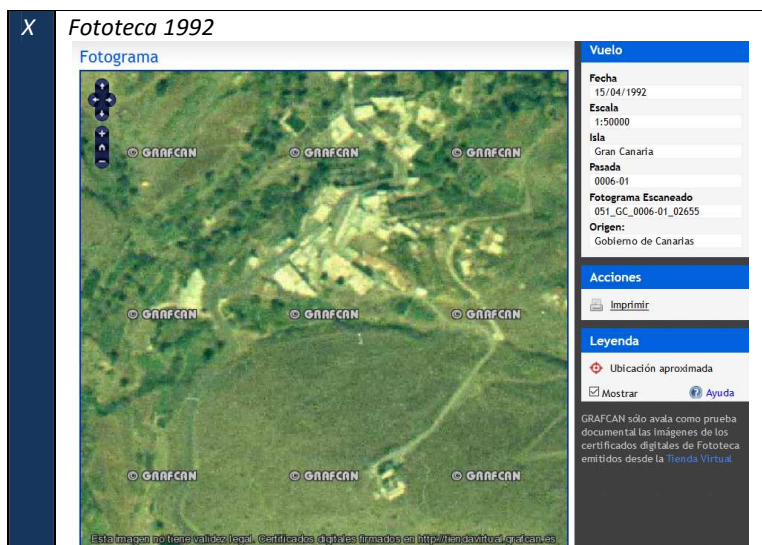 X Fototeca 1992
Fotograma
© GRAFCAN © GRAFCAN © GRAFCAN
© GRAFCAN © GRAFCAN © GRAFCAN
© GRAFCAN © GRAFCAN © GRAFCAN
Esta imagen no tiene validez legal. Certificados digitales firmados en http://tiendavirtual.grafcan.es
Vuelo
Fecha
15/04/1992
Escala
1:50000
Isla
Gran Canaria
Pasada
0006-01
Fotograma Escaneado
051_GC_0006-01_02655
Origen:
Gobierno de Canarias
Acciones
Imprimir
Leyenda
Ubicación aproximada
Mostrar Ayuda
GRAFCAN sólo avala como prueba
documental las imágenes de los
certificados digitales de Fototeca
emitidos desde la Tienda Virtual